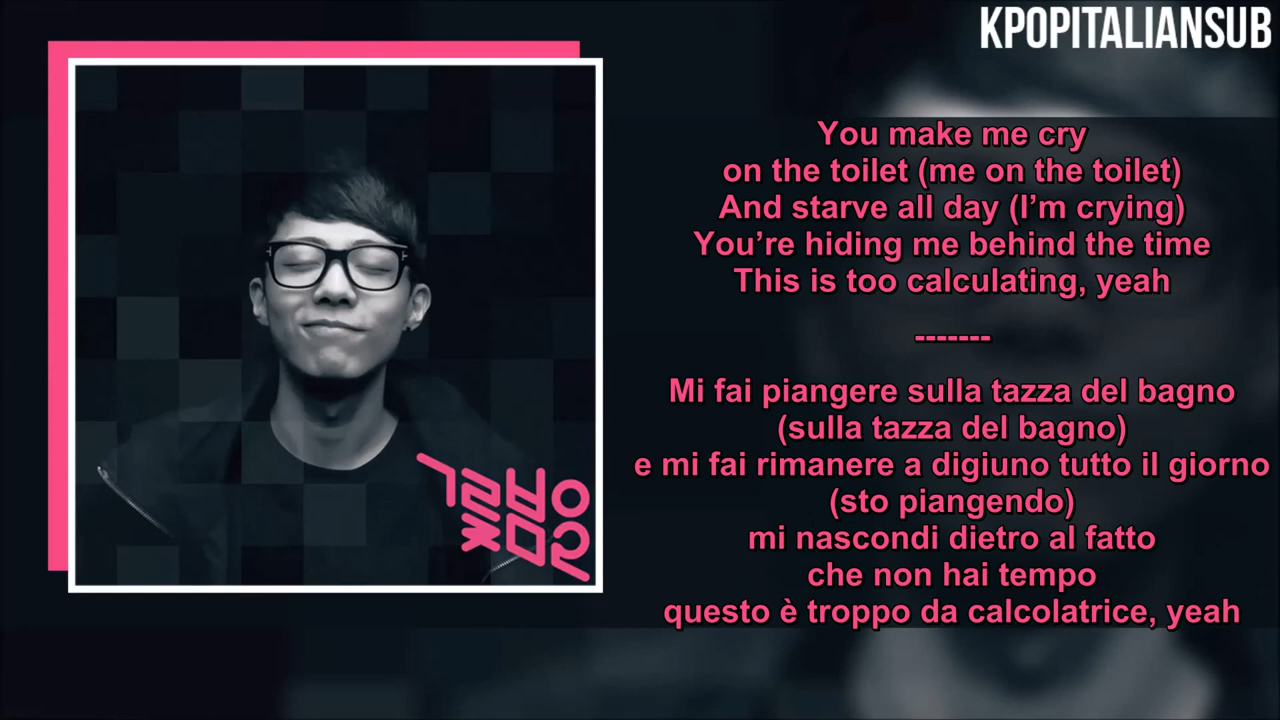 KPOPITALIANSUB
You make me cry
on the toilet (me on the toilet)
And starve all day (I’m crying)
You’re hiding me behind the time
This is too calculating, yeah
-------
Mi fai piangere sulla tazza del bagno
(sulla tazza del bagno)
e mi fai rimanere a digiuno tutto il giorno
(sto piangendo)
mi nascondi dietro al fatto
che non hai tempo
questo è troppo da calcolatrice, yeah